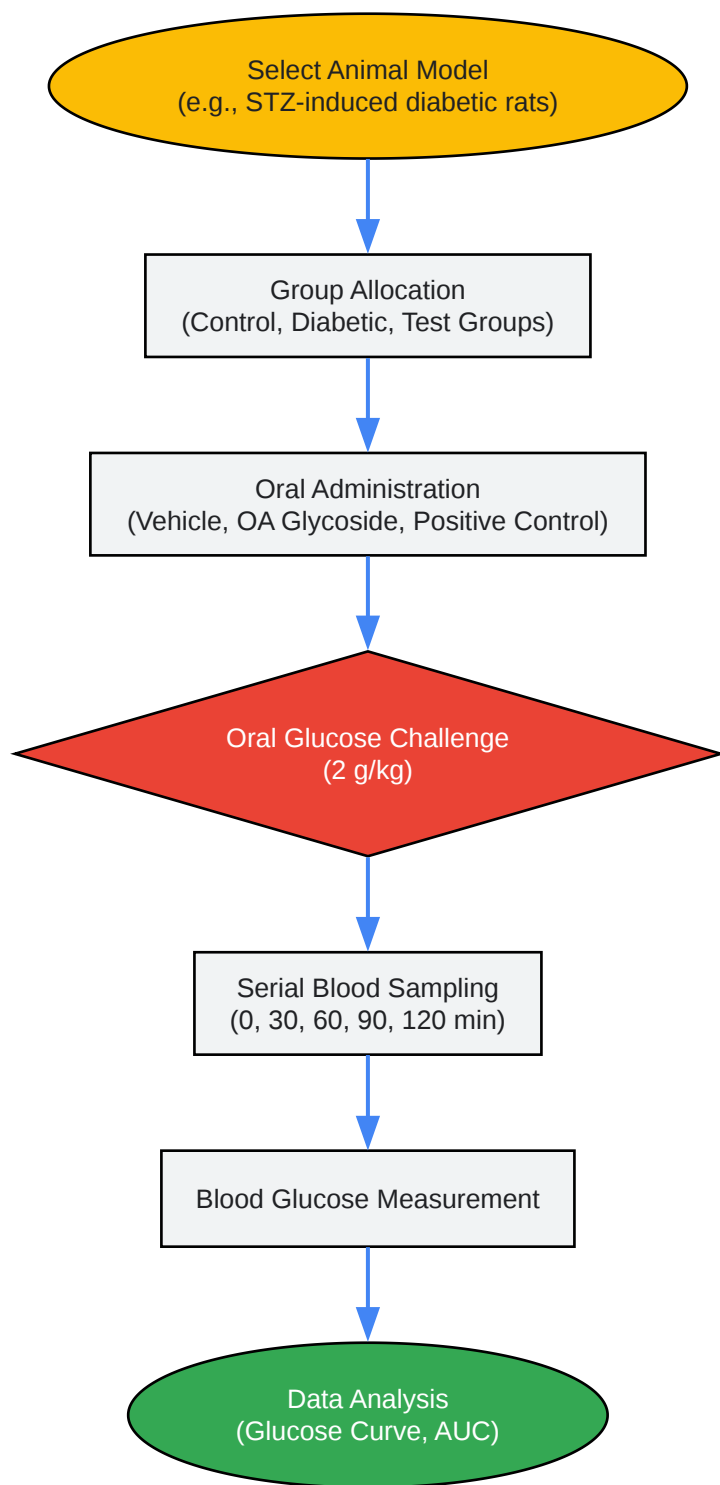 Select Animal Model
(e.g., STZ-induced diabetic rats)
Group Allocation
(Control, Diabetic, Test Groups)
Oral Administration
(Vehicle, OA Glycoside, Positive Control)
Oral Glucose Challenge
(2 g/kg)
Serial Blood Sampling
(0, 30, 60, 90, 120 min)
Blood Glucose Measurement
Data Analysis
(Glucose Curve, AUC)